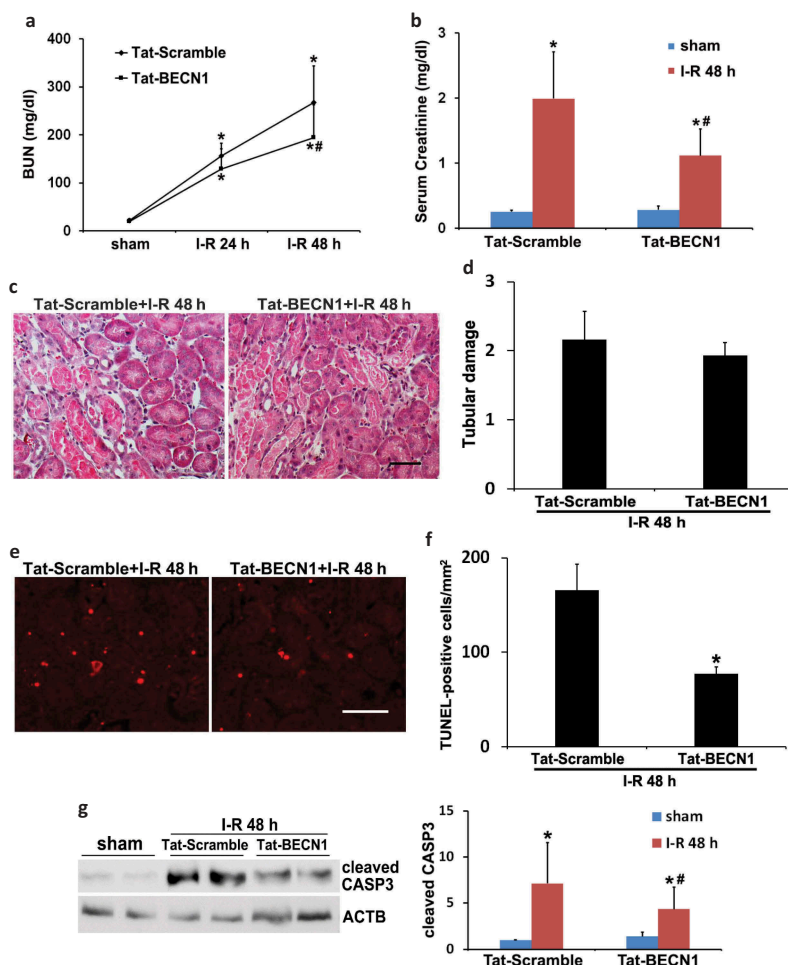 a
Tat-Scramble
Tat-BECN1
BUN (mg/dl)
400
300
200
100
0
*
*
*
*#
sham
I-R 24 h
I-R 48 h
b
sham
I-R 48 h
Serum Creatinine (mg/dl)
3
2
1
0
*
*#
Tat-Scramble
Tat-BECN1
c
Tat-Scramble+I-R 48 h
Tat-BECN1+I-R 48 h
d
Tubular damage
3
2
1
0
Tat-Scramble
Tat-BECN1
I-R 48 h
e
Tat-Scramble+I-R 48 h
Tat-BECN1+I-R 48 h
f
TUNEL-positive cells/mm²
200
100
0
*
Tat-Scramble
Tat-BECN1
I-R 48 h
g
I-R 48 h
sham
Tat-Scramble
Tat-BECN1
cleaved
CASP3
ACTB
cleaved CASP3
15
10
5
0
sham
I-R 48 h
*
*#
Tat-Scramble
Tat-BECN1